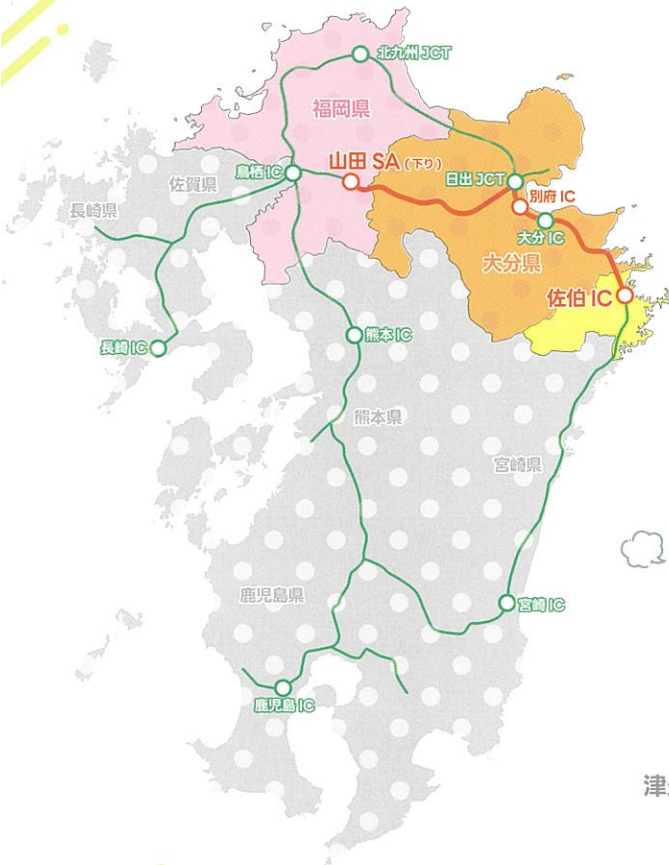 北九州 JCT
福岡県
山田 SA (下り)
鳥栖 IC
日出 JCT
佐賀県
別府 IC
長崎県
大分 IC
大分県
佐伯 IC
熊本 IC
長崎 IC
熊本県
宮崎県
鹿児島県
宮崎 IC
鹿児島 IC
津